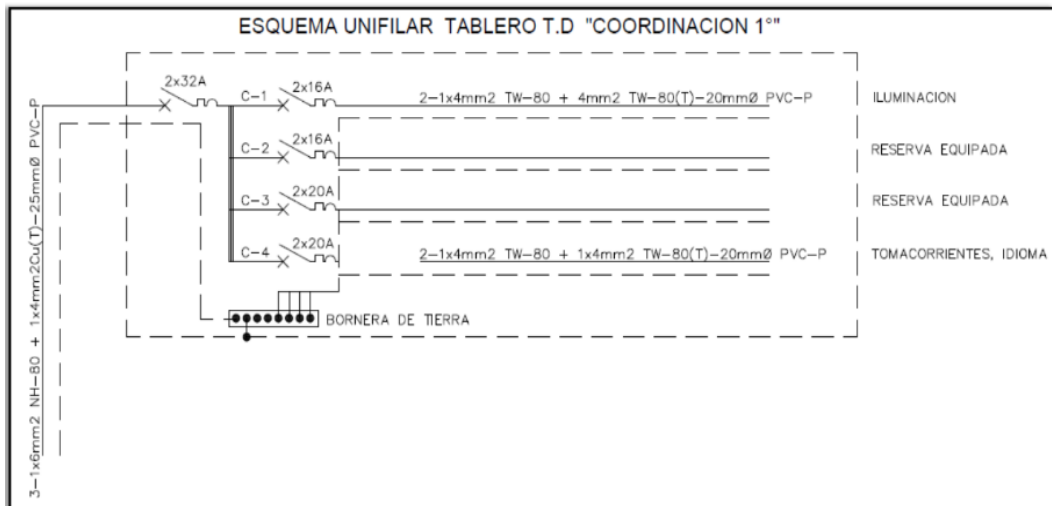 ESQUEMA UNIFILAR TABLERO T.D "COORDINACION 1°"
2x32A
C-1
2x16A
2-1x4mm2 TW-80 + 4mm2 TW-80(T)-20mmØ PVC-P
ILUMINACION
C-2
2x16A
RESERVA EQUIPADA
C-3
2x20A
RESERVA EQUIPADA
C-4
2x20A
2-1x4mm2 TW-80 + 1x4mm2 TW-80(T)-20mmØ PVC-P
TOMACORRIENTES, IDIOMA
BORNERA DE TIERRA
3-1x6mm2 NH-80 + 1x4mm2Cu(T)-25mmØ PVC-P